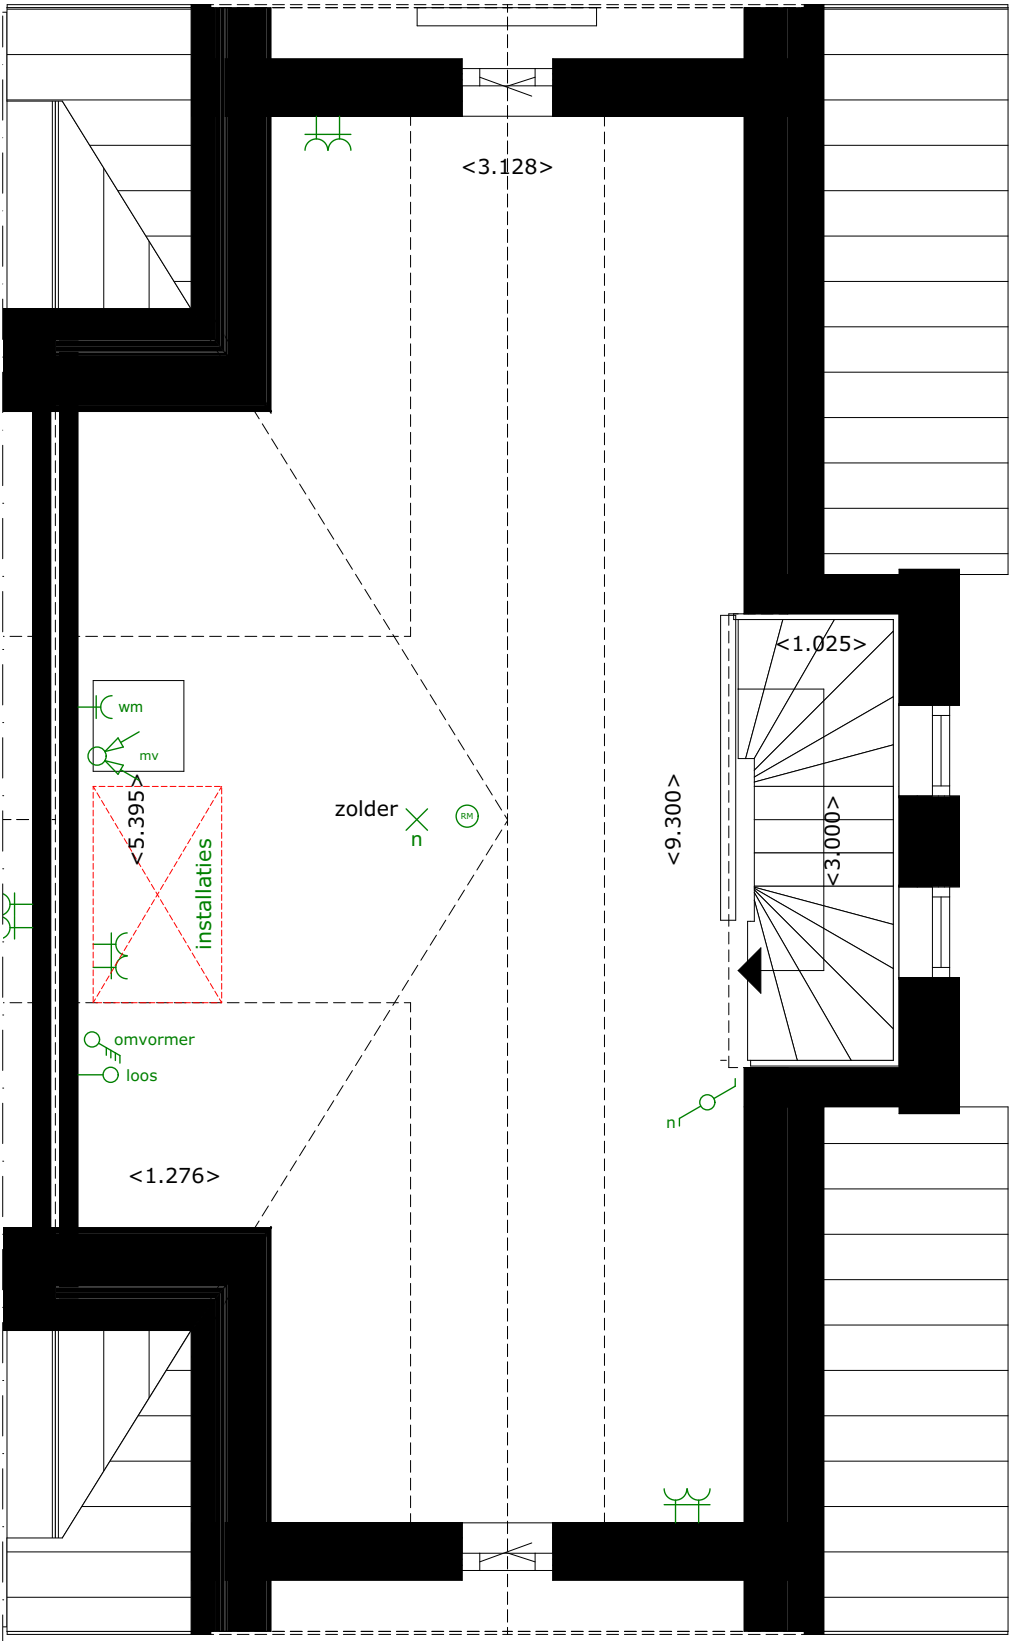 <3.128>
<1.025>
wm
mv
<5.395>
zolder
RM
n
<9.300>
<3.000>
installaties
omvormer
loos
n
<1.276>